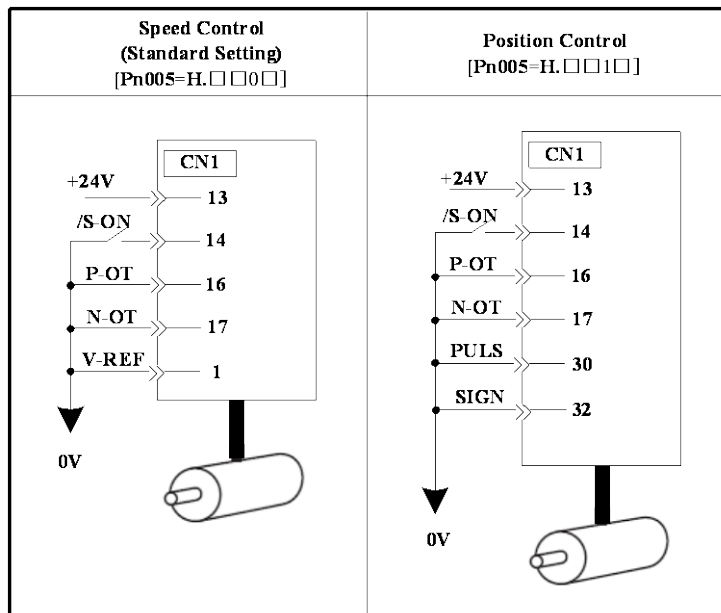 Speed Control
(Standard Setting)
[Pn005=H.□□0□]
CN1
+24V
13
/S-ON
14
P-OT
16
N-OT
17
V-REF
1
0V
Position Control
[Pn005=H.□□1□]
CN1
+24V
13
/S-ON
14
P-OT
16
N-OT
17
PULS
30
SIGN
32
0V